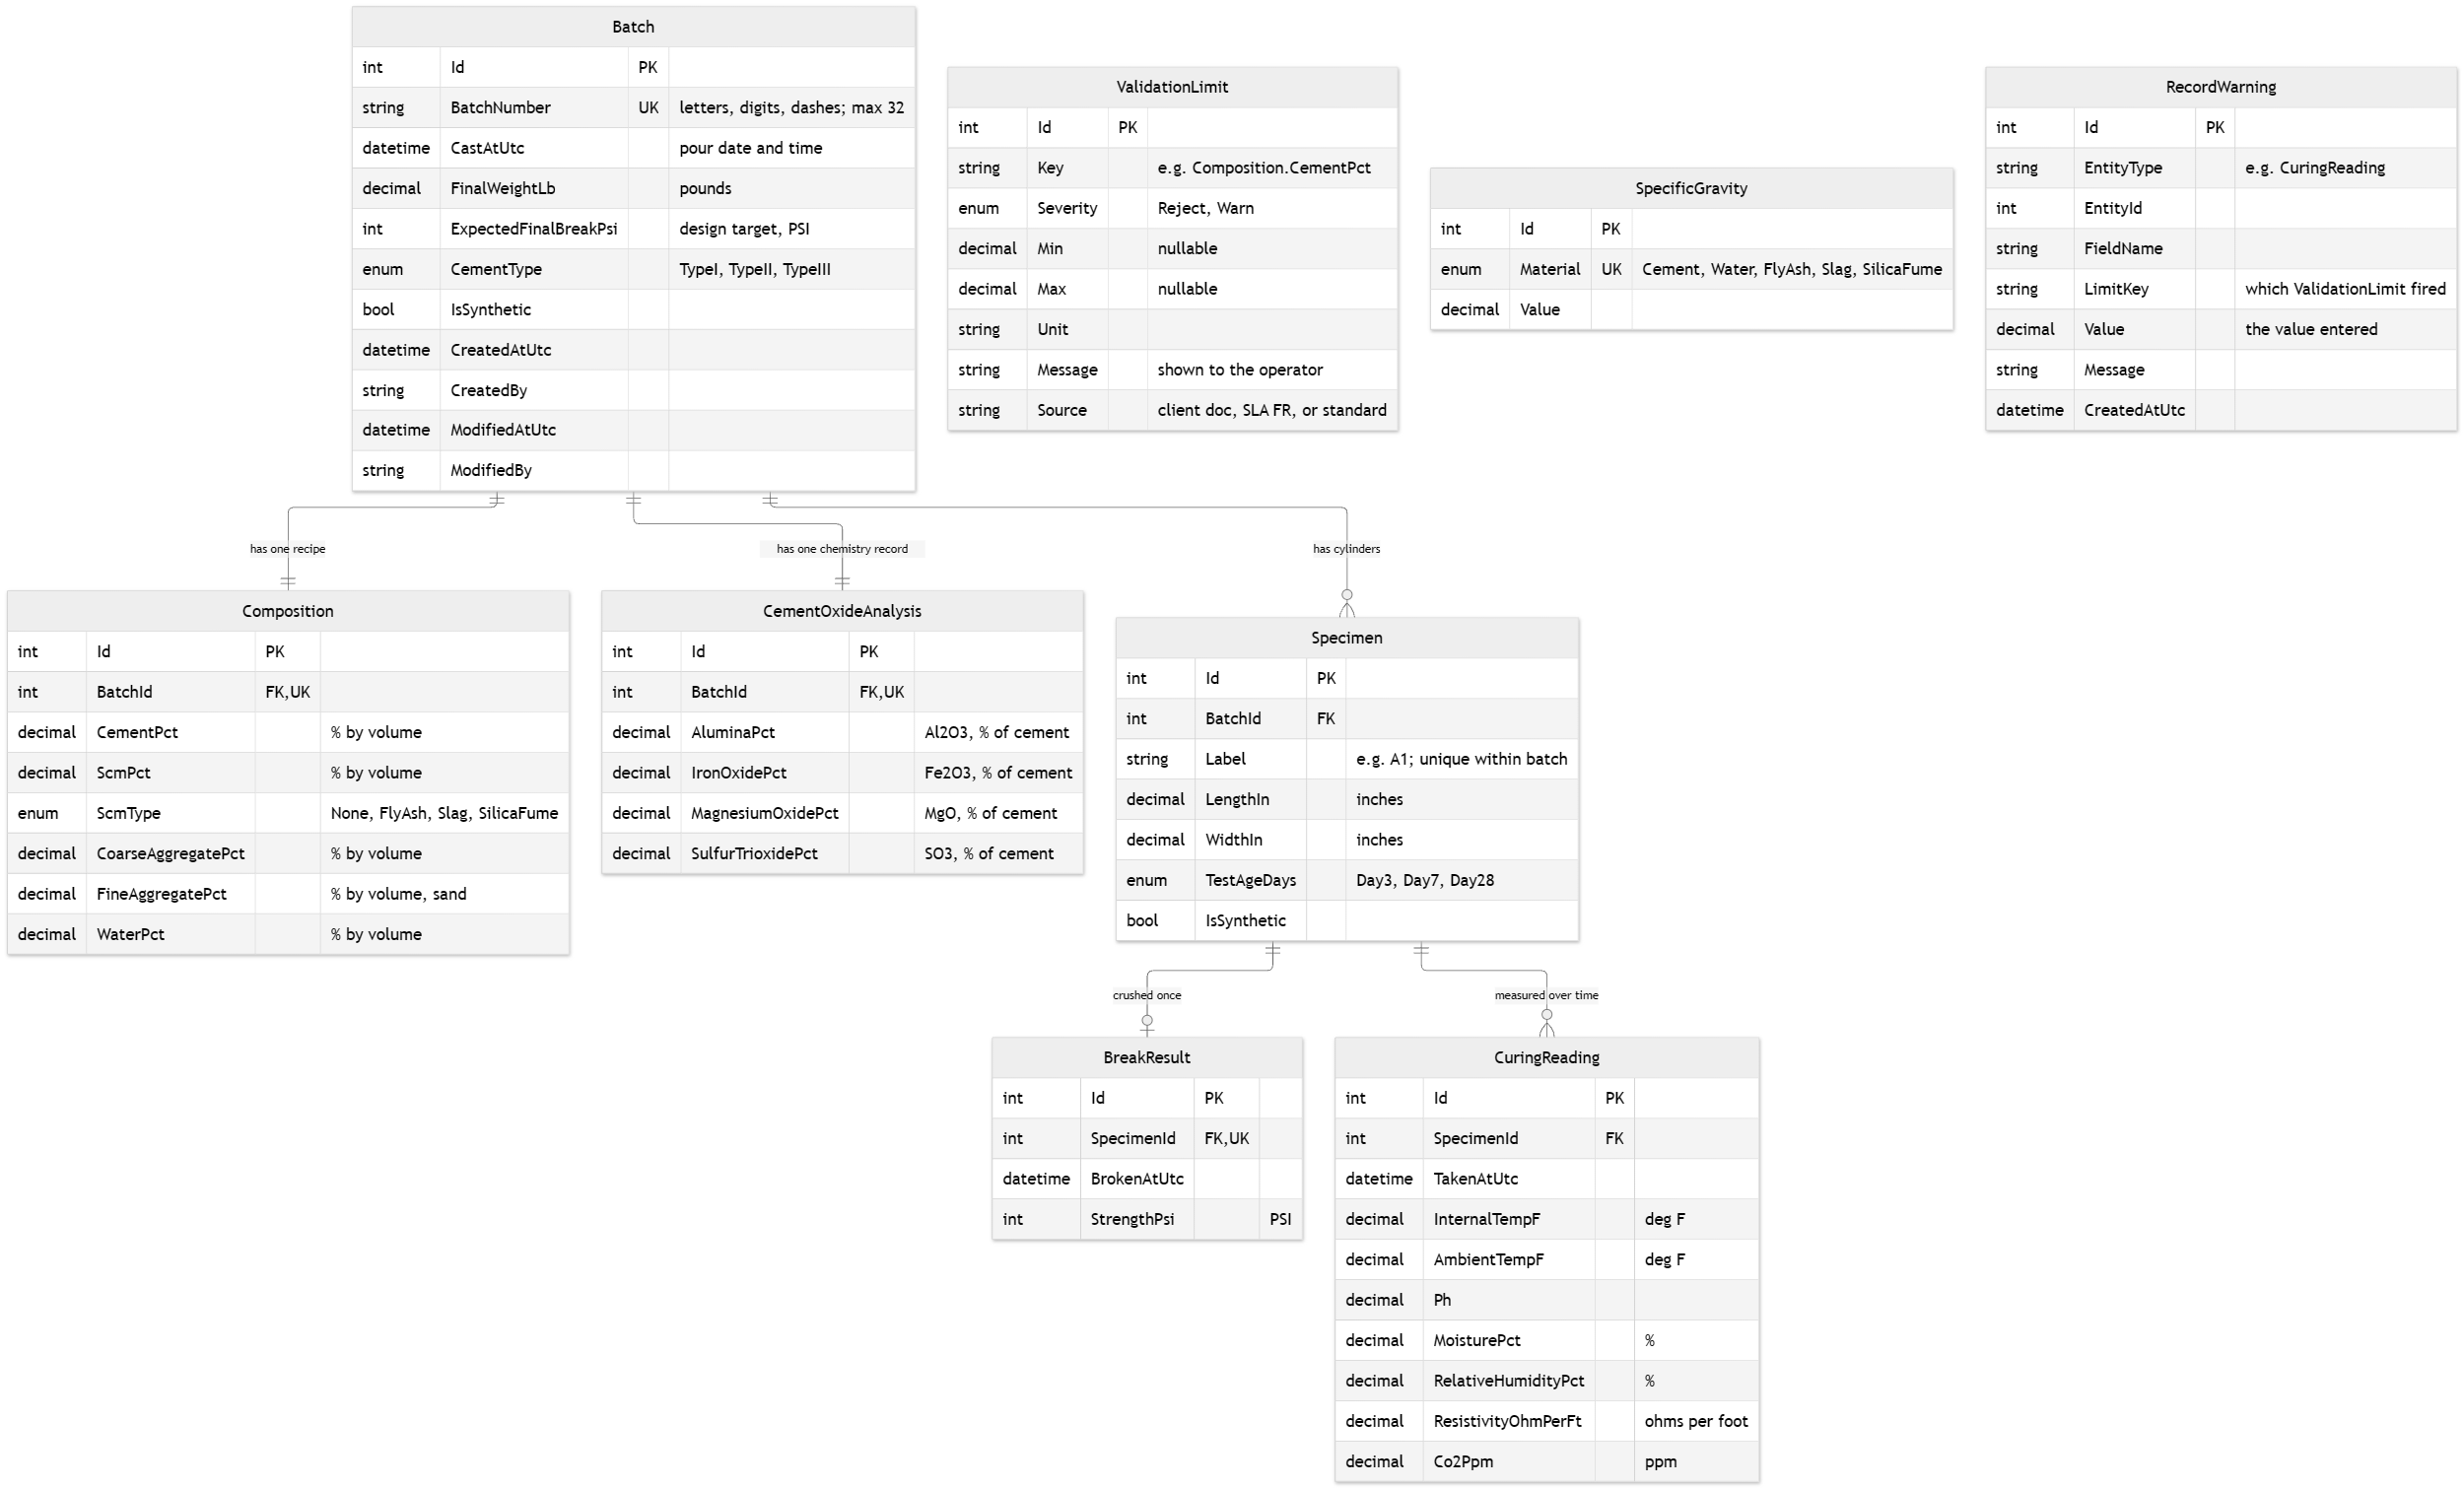 Batch
int Id PK
string BatchNumber UK letters, digits, dashes; max 32
datetime CastAtUtc pour date and time
decimal FinalWeightLb pounds
int ExpectedFinalBreakPsi design target, PSI
enum CementType TypeI, TypeII, TypeIII
bool IsSynthetic
datetime CreatedAtUtc
string CreatedBy
datetime ModifiedAtUtc
string ModifiedBy
ValidationLimit
int Id PK
string Key e.g. Composition.CementPct
enum Severity Reject, Warn
decimal Min nullable
decimal Max nullable
string Unit
string Message shown to the operator
string Source client doc, SLA FR, or standard
SpecificGravity
int Id PK
enum Material UK Cement, Water, FlyAsh, Slag, SilicaFume
decimal Value
RecordWarning
int Id PK
string EntityType e.g. CuringReading
int EntityId
string FieldName
string LimitKey which ValidationLimit fired
decimal Value the value entered
string Message
datetime CreatedAtUtc
has one recipe
has one chemistry record
has cylinders
Composition
int Id PK
int BatchId FK,UK
decimal CementPct % by volume
decimal ScmPct % by volume
enum ScmType None, FlyAsh, Slag, SilicaFume
decimal CoarseAggregatePct % by volume
decimal FineAggregatePct % by volume, sand
decimal WaterPct % by volume
CementOxideAnalysis
int Id PK
int BatchId FK,UK
decimal AluminaPct Al2O3, % of cement
decimal IronOxidePct Fe2O3, % of cement
decimal MagnesiumOxidePct MgO, % of cement
decimal SulfurTrioxidePct SO3, % of cement
Specimen
int Id PK
int BatchId FK
string Label e.g. A1; unique within batch
decimal LengthIn inches
decimal WidthIn inches
enum TestAgeDays Day3, Day7, Day28
bool IsSynthetic
crushed once
measured over time
BreakResult
int Id PK
int SpecimenId FK,UK
datetime BrokenAtUtc
int StrengthPsi PSI
CuringReading
int Id PK
int SpecimenId FK
datetime TakenAtUtc
decimal InternalTempF deg F
decimal AmbientTempF deg F
decimal Ph
decimal MoisturePct %
decimal RelativeHumidityPct %
decimal ResistivityOhmPerFt ohms per foot
decimal Co2Ppm ppm